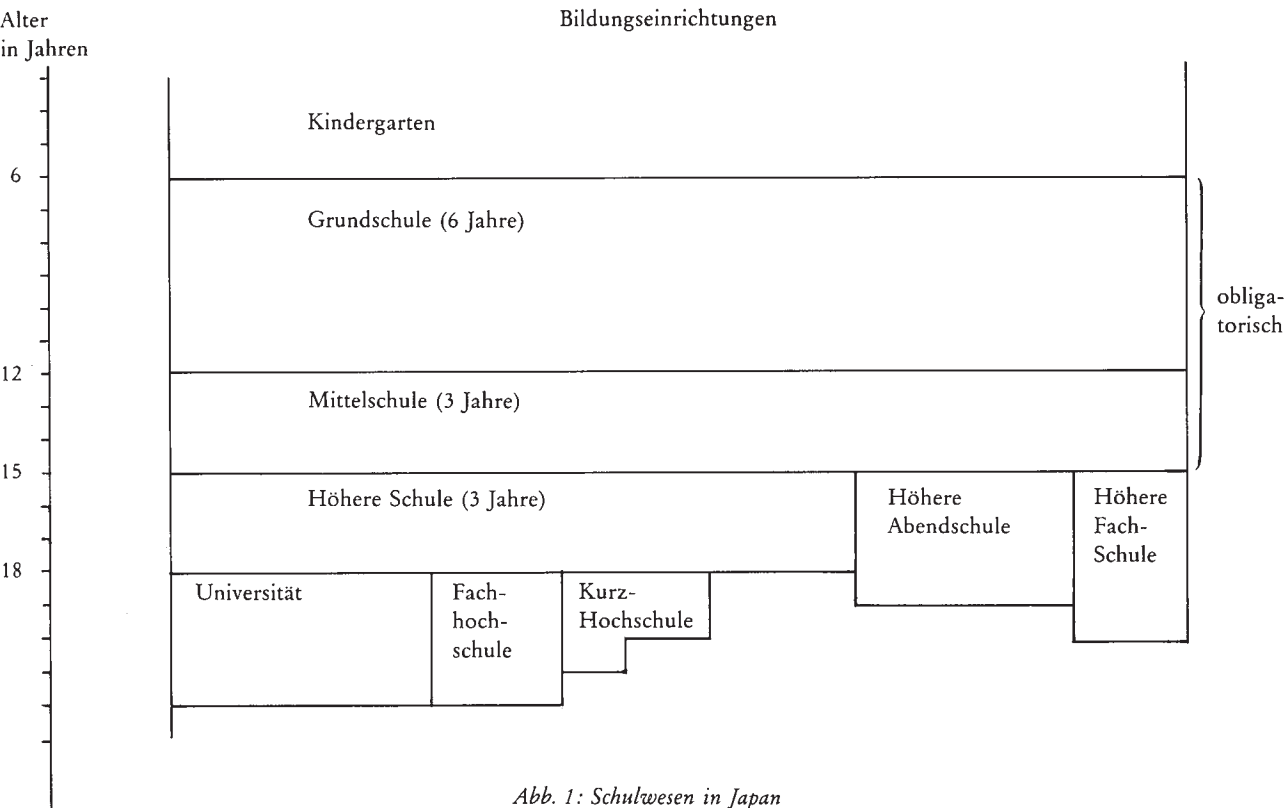 Alter
in Jahren
Bildungseinrichtungen
Kindergarten
6
Grundschule (6 Jahre)
obliga-
torisch
12
Mittelschule (3 Jahre)
15
Höhere Schule (3 Jahre)
Höhere
Abendschule
Höhere
Fach-
Schule
18
Universität
Fach-
hoch-
schule
Kurz-
Hochschule
Abb. 1: Schulwesen in Japan